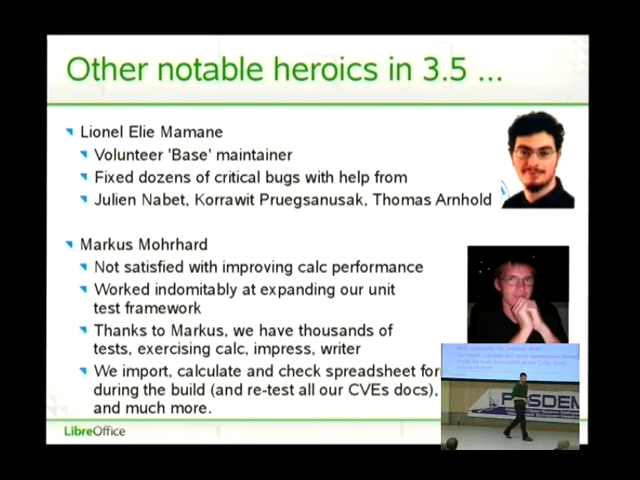 Other notable heroics in 3.5 ...
Lionel Elie Mamane
Volunteer 'Base' maintainer
Fixed dozens of critical bugs with help from
Julien Nabet, Korrawit Pruegsanusak, Thomas Arnhold
Markus Mohrhard
Not satisfied with improving calc performance
Worked indomitably at expanding our unit
test framework
Thanks to Markus, we have thousands of
tests, exercising calc, impress, writer
We import, calculate and check spreadsheet for
during the build (and re-test all our CVEs docs),
and much more.
LibreOffice